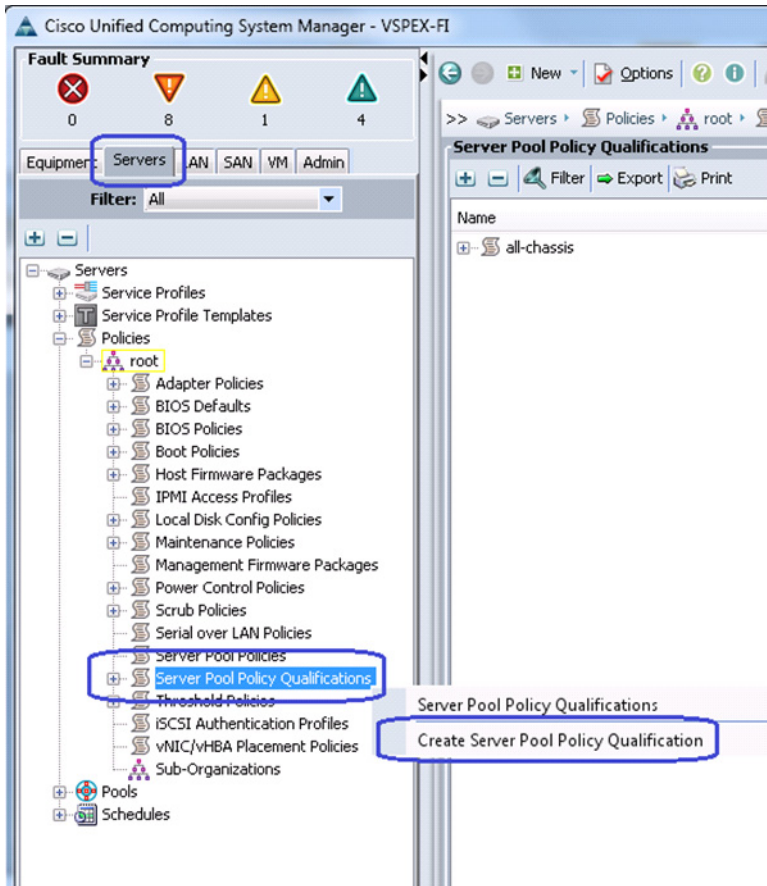 Cisco Unified Computing System Manager - VSPEX-FI
Fault Summary
0 8 1 4
New Options
>> Servers Policies root
Equipment Servers LAN SAN VM Admin
Server Pool Policy Qualifications
Filter: All
Filter Export Print
Name
all-chassis
Servers
Service Profiles
Service Profile Templates
Policies
root
Adapter Policies
BIOS Defaults
BIOS Policies
Boot Policies
Host Firmware Packages
IPMI Access Profiles
Local Disk Config Policies
Maintenance Policies
Management Firmware Packages
Power Control Policies
Scrub Policies
Serial over LAN Policies
Server Pool Policies
Server Pool Policy Qualifications
Threshold Policies
iSCSI Authentication Profiles
vNIC/vHBA Placement Policies
Sub-Organizations
Pools
Schedules
Server Pool Policy Qualifications
Create Server Pool Policy Qualification